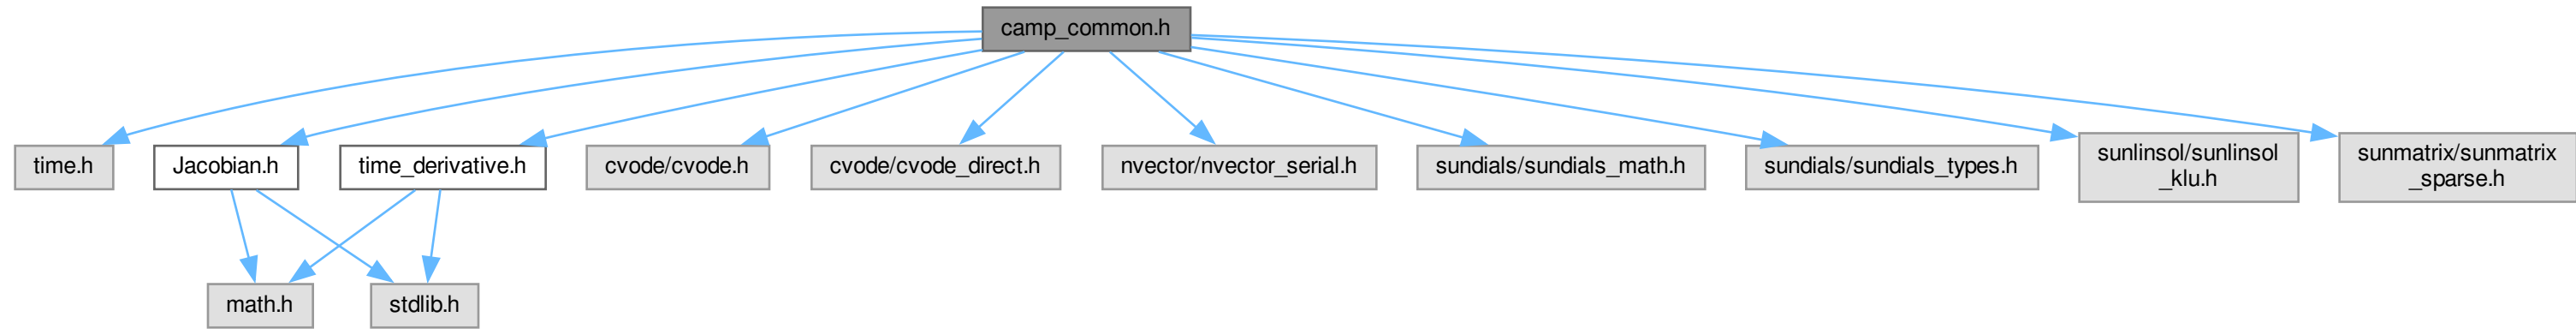 camp_common.h
time.h
Jacobian.h
time_derivative.h
cvode/cvode.h
cvode/cvode_direct.h
nvector/nvector_serial.h
sundials/sundials_math.h
sundials/sundials_types.h
sunlinsol/sunlinsol
_klu.h
sunmatrix/sunmatrix
_sparse.h
math.h
stdlib.h